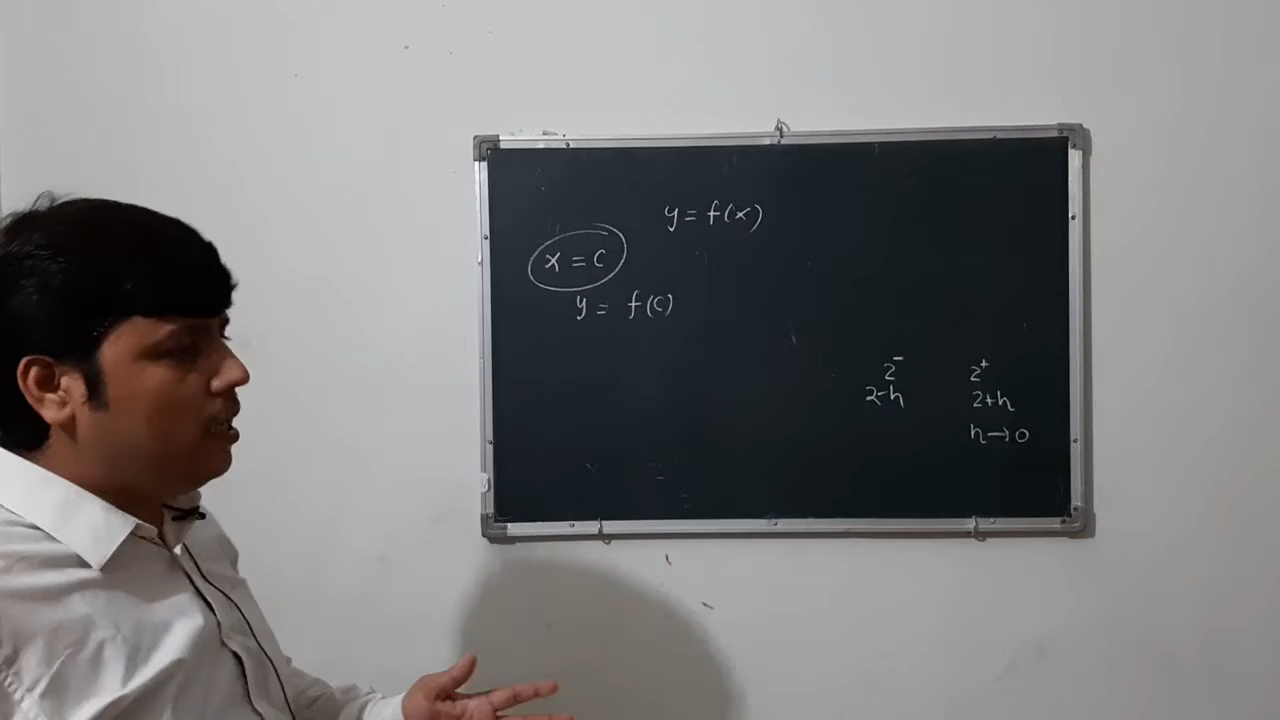 y = f(x)
x = c
y = f(c)
2⁻ 2⁺
2-h 2+h
h→0